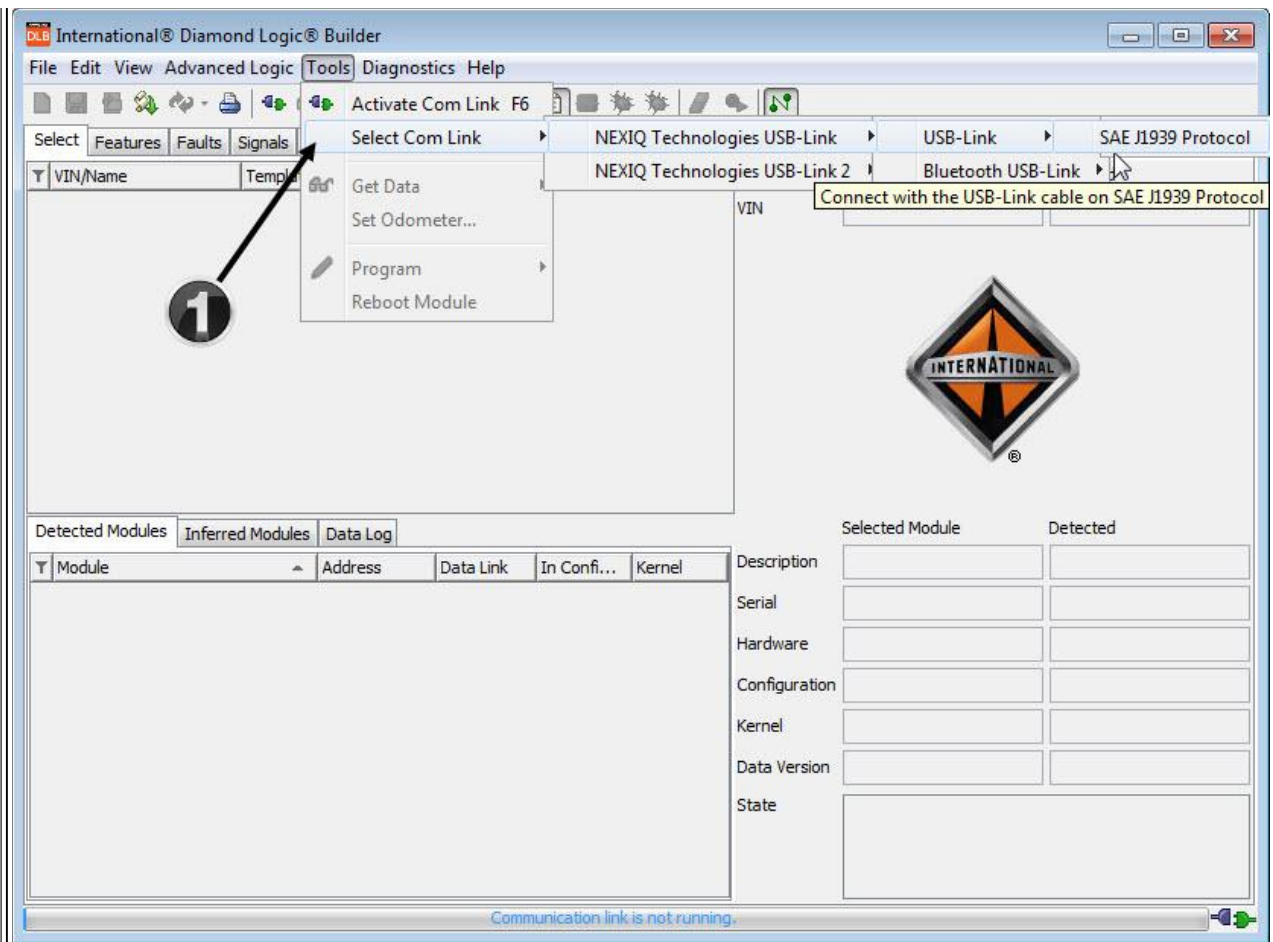 DLB International® Diamond Logic® Builder
File Edit View Advanced Logic Tools Diagnostics Help
Activate Com Link F6
Select Features Faults Signals
Select Com Link
NEXIQ Technologies USB-Link
USB-Link
SAE J1939 Protocol
NEXIQ Technologies USB-Link 2
Bluetooth USB-Link
Connect with the USB-Link cable on SAE J1939 Protocol
VIN/Name
Get Data
Set Odometer...
Program
Reboot Module
VIN
1
INTERNATIONAL
®
Detected Modules Inferred Modules Data Log
Selected Module Detected
Module Address Data Link In Confi... Kernel
Description
Serial
Hardware
Configuration
Kernel
Data Version
State
Communication link is not running.